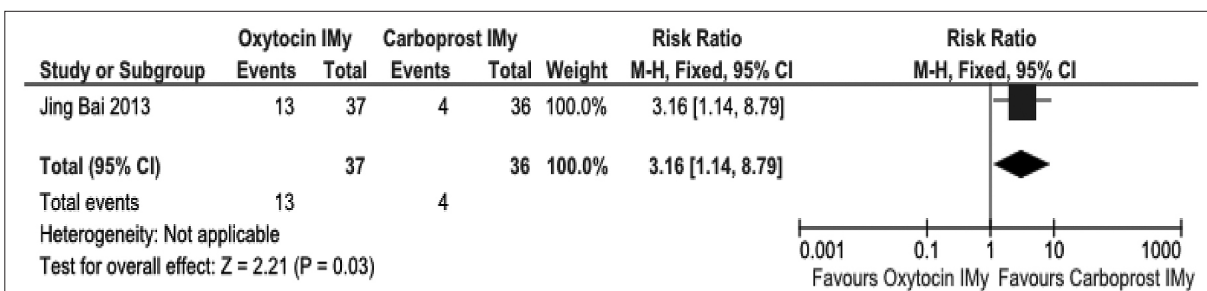 Oxytocin IMy Carboprost IMy Risk Ratio Risk Ratio
Study or Subgroup Events Total Events Total Weight M-H, Fixed, 95% CI M-H, Fixed, 95% CI
Jing Bai 2013 13 37 4 36 100.0% 3.16 [1.14, 8.79]
Total (95% CI) 37 36 100.0% 3.16 [1.14, 8.79]
Total events 13 4
Heterogeneity: Not applicable
Test for overall effect: Z = 2.21 (P = 0.03)
0.001 0.1 1 10 1000
Favours Oxytocin IMy Favours Carboprost IMy